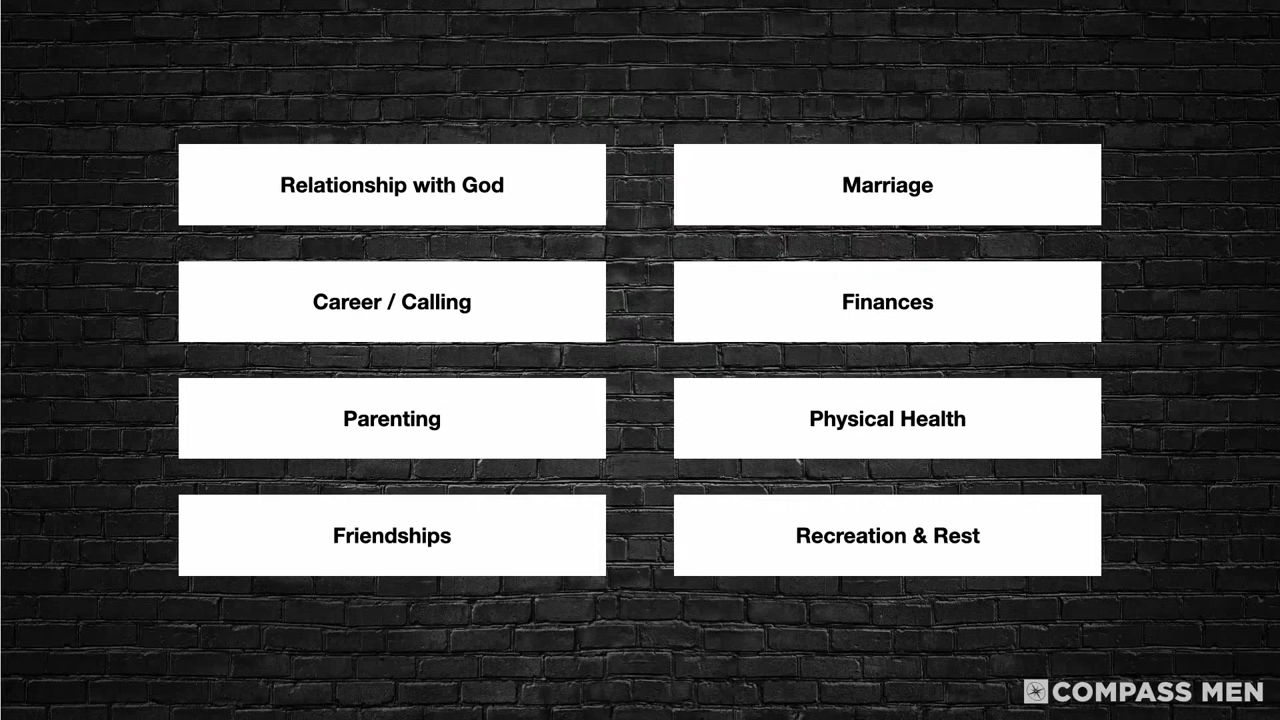 Relationship with God
Marriage
Career / Calling
Finances
Parenting
Physical Health
Friendships
Recreation & Rest
COMPASS MEN